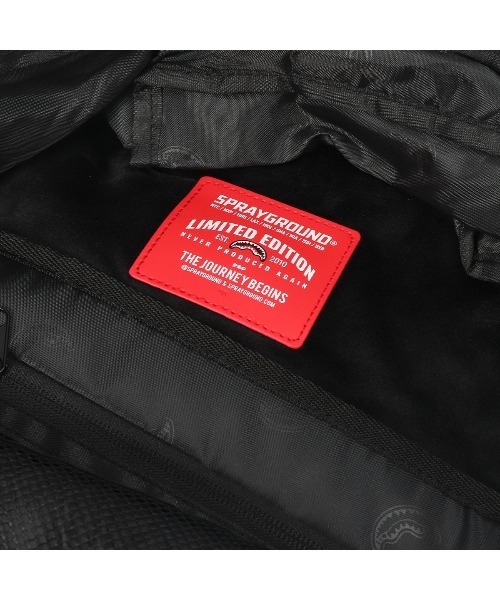 SPRAYGROUND®
LIMITED EDITION
EST. 2010
NEVER PRODUCED AGAIN
THE JOURNEY BEGINS
@SPRAYGROUND & SPRAYGROUND.COM